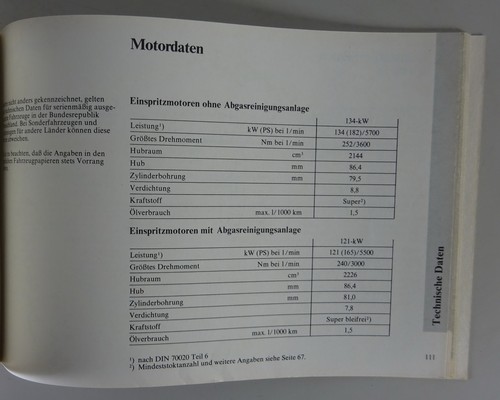 Motordaten
nicht anders gekennzeichnet, gelten
Daten für serienmäßig ausge-
Fahrzeuge in der Bundesrepublik
Bei Sonderfahrzeugen und
für andere Länder können diese
daß die Angaben in den
stets Vorrang
Einspritzmotoren ohne Abgasreinigungsanlage
134-kW
Leistung¹) kW (PS) bei 1/min 134 (182)/5700
Größtes Drehmoment Nm bei 1/min 252/3600
Hubraum cm³ 2144
Hub mm 86,4
Zylinderbohrung mm 79,5
Verdichtung 8,8
Kraftstoff Super²)
Ölverbrauch max. l/1000 km 1,5
Einspritzmotoren mit Abgasreinigungsanlage
121-kW
Leistung¹) kW (PS) bei 1/min 121 (165)/5500
Größtes Drehmoment Nm bei 1/min 240/3000
Hubraum cm³ 2226
Hub mm 86,4
Zylinderbohrung mm 81,0
Verdichtung 7,8
Kraftstoff Super bleifrei²)
Ölverbrauch max. l/1000 km 1,5
¹) nach DIN 70020 Teil 6
²) Mindestoktanzahl und weitere Angaben siehe Seite 67.
Technische Daten
111